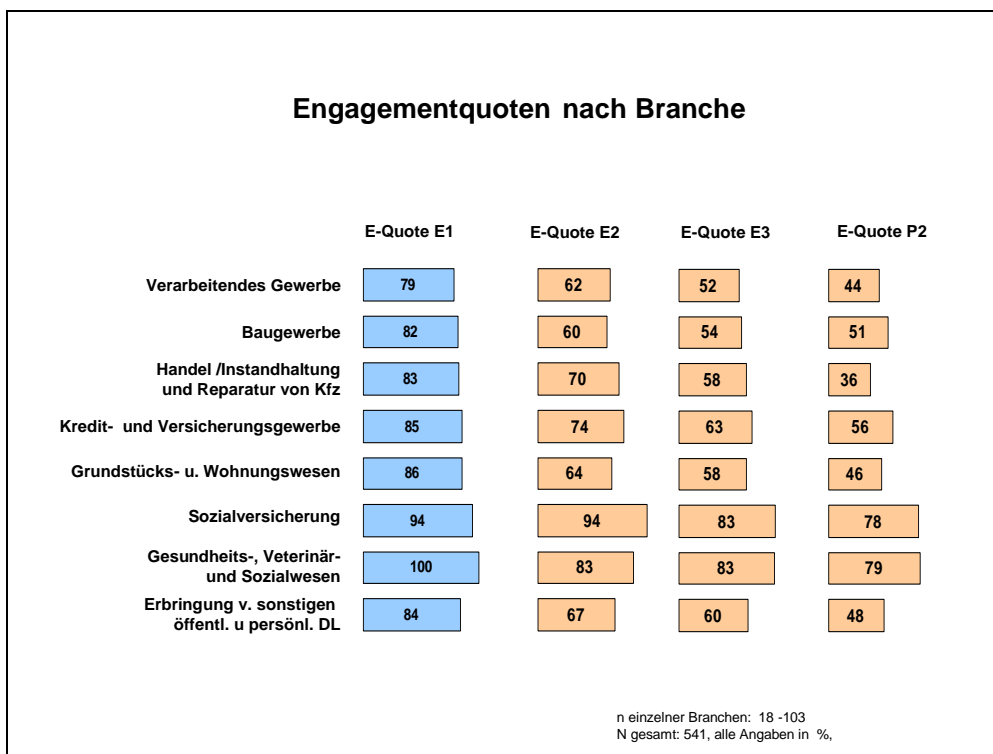 Engagementquoten nach Branche
E-Quote E1 E-Quote E2 E-Quote E3 E-Quote P2
Verarbeitendes Gewerbe 79 62 52 44
Baugewerbe 82 60 54 51
Handel /Instandhaltung
und Reparatur von Kfz 83 70 58 36
Kredit- und Versicherungsgewerbe 85 74 63 56
Grundstücks- u. Wohnungswesen 86 64 58 46
Sozialversicherung 94 94 83 78
Gesundheits-, Veterinär-
und Sozialwesen 100 83 83 79
Erbringung v. sonstigen
öffentl. u persönl. DL 84 67 60 48
n einzelner Branchen: 18 -103
N gesamt: 541, alle Angaben in %,